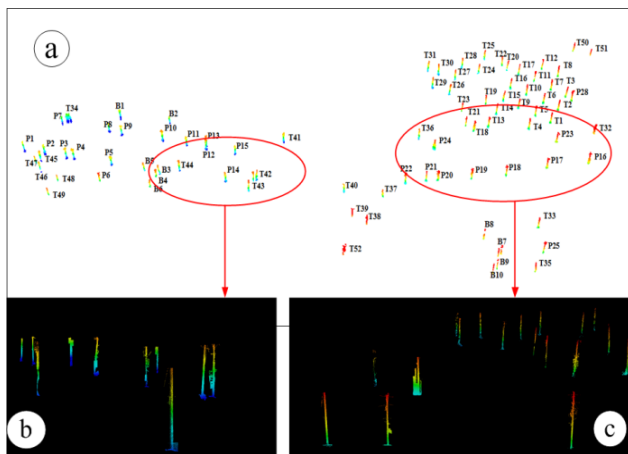 a
T50
T51
T25
T31 T30 T28 T22 T20 T12
T27 T24 T17 T8
T29 T26 T16 T11 T7 T3
T10 T6 P28
T19 T15 T9 T2
T23 T14 T5 T1
T21 T13 T4
T18
T36 P24 P23 T32
P22 P21 P20 P19 P18 P17 P16
T40 T37
T39 T38
T52
T33
B8
B7 P25
B9 T35
B10
T34
P7 B1 B2
P8 P9 P10 P11 P13 T41
P12 P15
P1 P2 P3 P4
T47 T45 P5 T44
T46 T48 P6 B3 P14 T42
T49 B4 T43
b
c